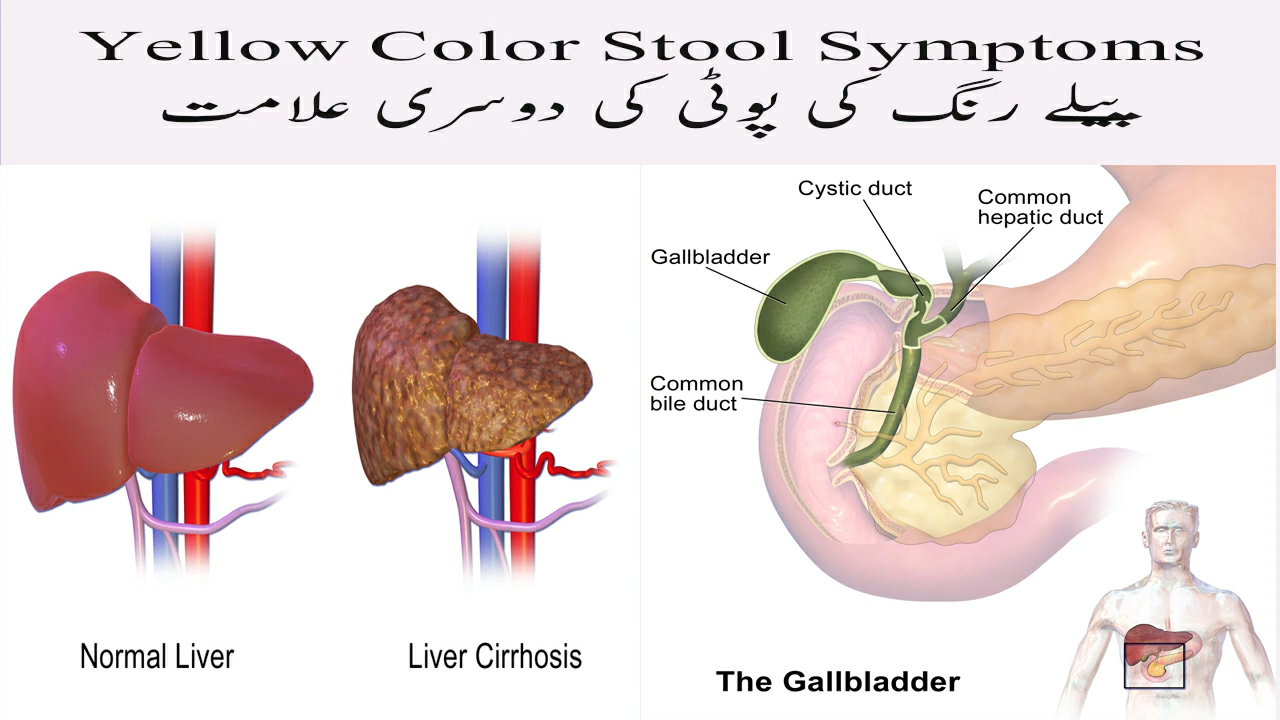 Yellow Color Stool Symptoms
پیلے رنگ کی پوٹی کی دوسری علامت
Cystic duct
Common
hepatic duct
Gallbladder
Common
bile duct
Normal Liver
Liver Cirrhosis
The Gallbladder